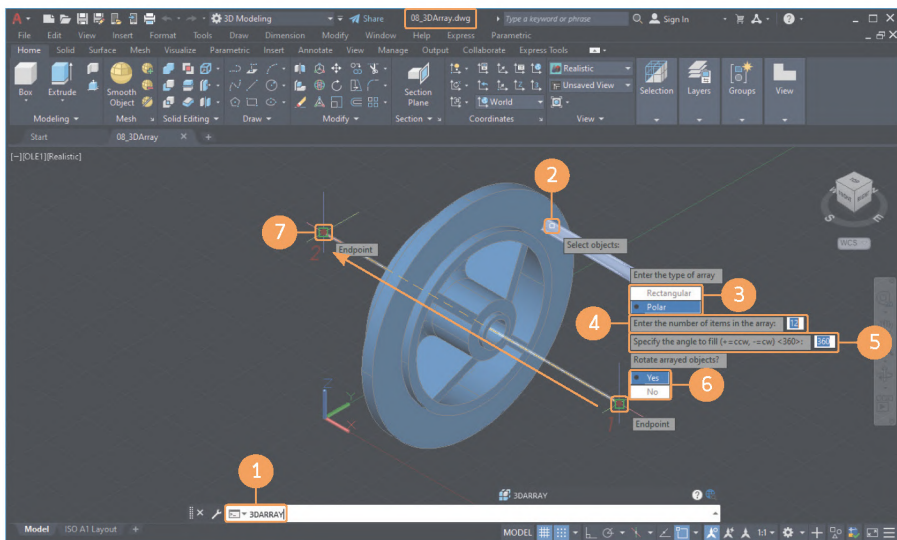 3D Modeling
Share
08_3DArray.dwg
Type a keyword or phrase
Sign In
File Edit View Insert Format Tools Draw Dimension Modify Window Help Express Parametric
Home Solid Surface Mesh Visualize Parametric Insert Annotate View Manage Output Collaborate Express Tools
Box
Extrude
Smooth
Object
Section
Plane
Realistic
Unsaved View
World
Selection
Layers
Groups
View
Modeling Mesh Solid Editing Draw Modify Section Coordinates View
Start 08_3DArray
[−][OLE1][Realistic]
2
TOP
WCS
7
2
Endpoint
Select objects:
Enter the type of array
Rectangular
Polar
3
4
Enter the number of items in the array: 12
Specify the angle to fill (+=ccw, -=cw) <360>: 360
5
Rotate arrayed objects?
Yes
No
6
Z
Y
X
1
Endpoint
1
3DARRAY
3DARRAY
Model ISO A1 Layout +
MODEL
1:1